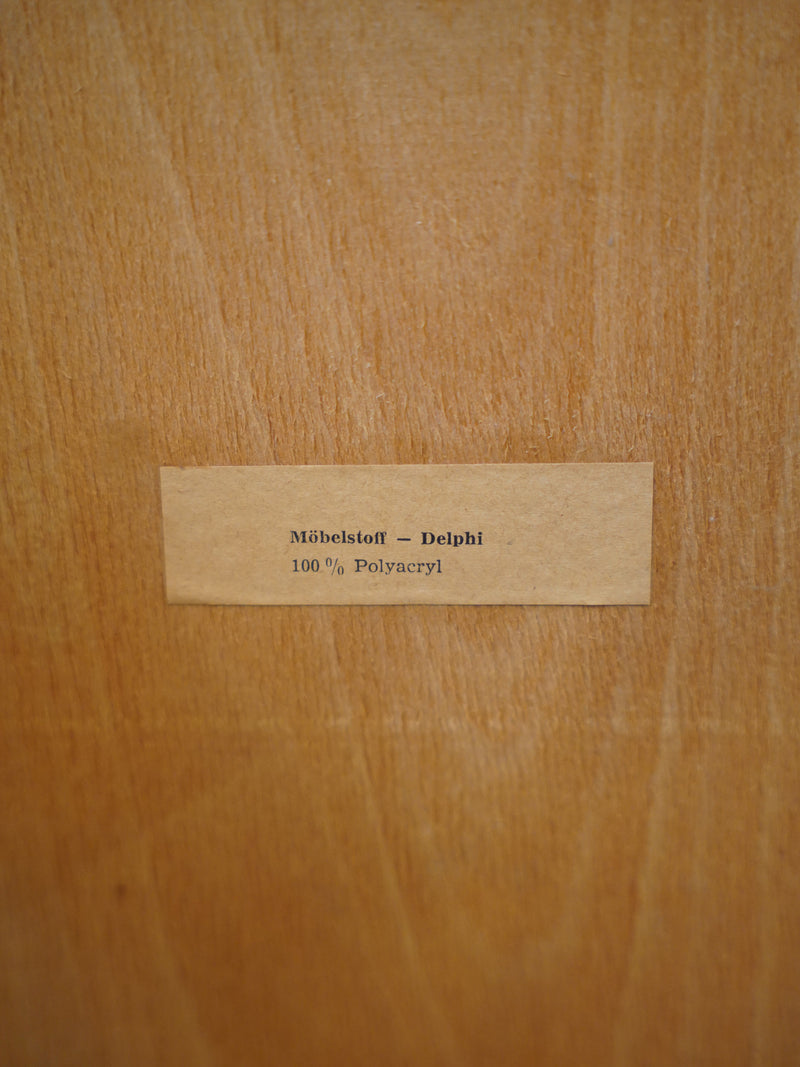 Möbelstoff — Delphi
100 % Polyacryl